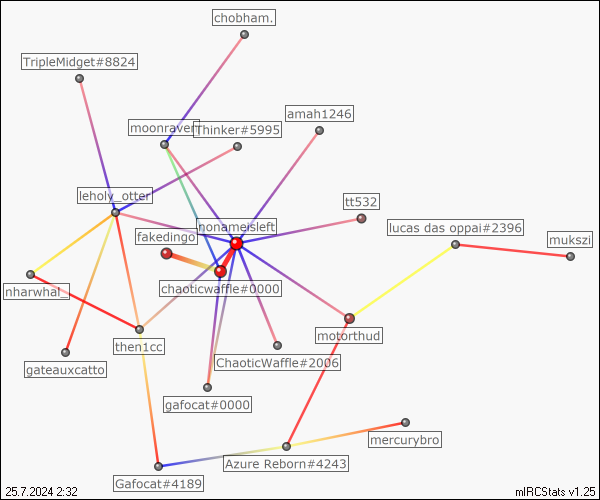 chobham.
TripleMidget#8824
amah1246
moonraven
Thinker#5995
leholy_otter
tt532
nonameisleft
lucas das oppai#2396
fakedingo
mukszi
chaoticwaffle#0000
nharwhal_
motorthud
then1cc
ChaoticWaffle#2006
gateauxcatto
gafocat#0000
mercurybro
Azure Reborn#4243
Gafocat#4189
25.7.2024 2:32
mIRCStats v1.25